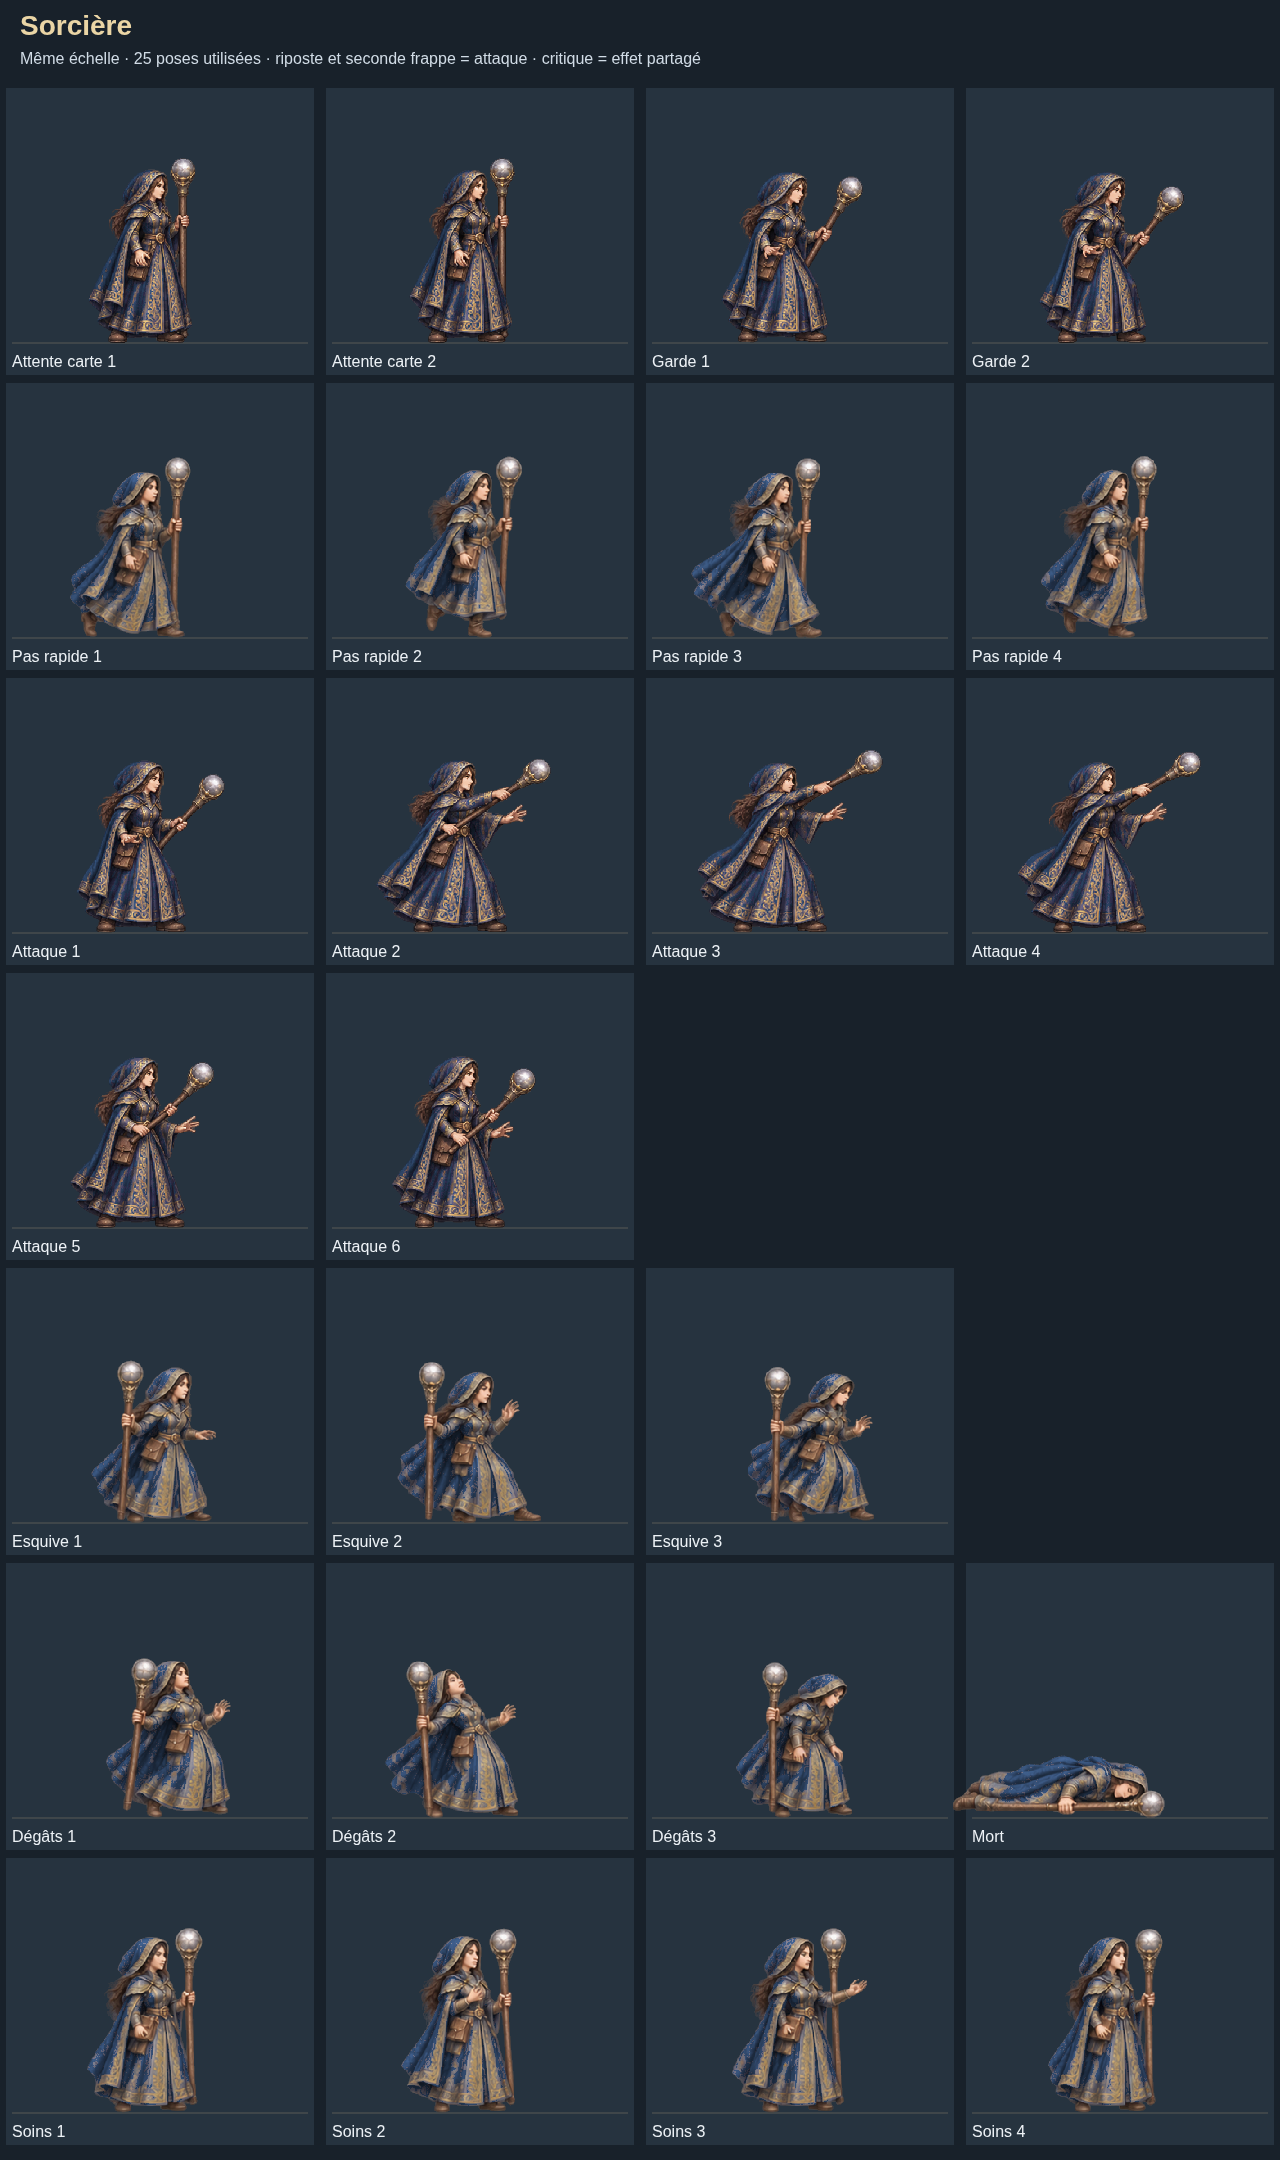 Sorcière
Même échelle · 25 poses utilisées · riposte et seconde frappe = attaque · critique = effet partagé
Attente carte 1
Attente carte 2
Garde 1
Garde 2
Pas rapide 1
Pas rapide 2
Pas rapide 3
Pas rapide 4
Attaque 1
Attaque 2
Attaque 3
Attaque 4
Attaque 5
Attaque 6
Esquive 1
Esquive 2
Esquive 3
Dégâts 1
Dégâts 2
Dégâts 3
Mort
Soins 1
Soins 2
Soins 3
Soins 4